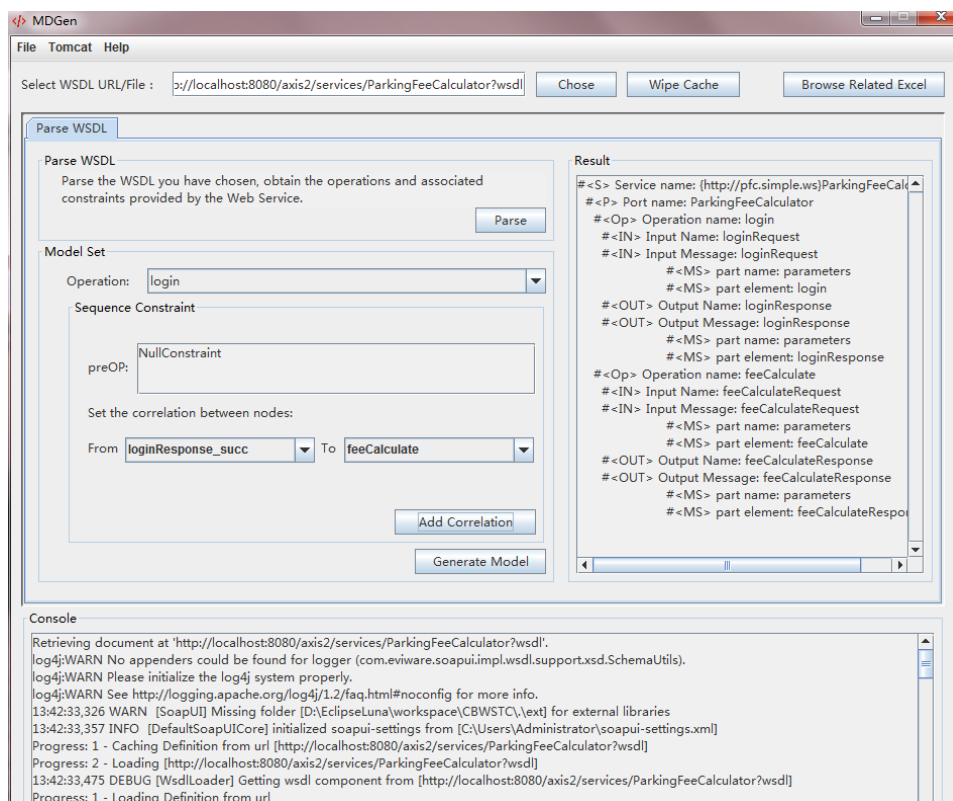 </> MDGen
File Tomcat Help
Select WSDL URL/File : ://localhost:8080/axis2/services/ParkingFeeCalculator?wsdl Chose Wipe Cache Browse Related Excel
Parse WSDL
Parse WSDL
Parse the WSDL you have chosen, obtain the operations and associated
constraints provided by the Web Service.
Parse
Model Set
Operation: login
Sequence Constraint
preOP: NullConstraint
Set the correlation between nodes:
From loginResponse_succ To feeCalculate
Add Correlation
Generate Model
Result
#<S> Service name: {http://pfc.simple.ws}ParkingFeeCalc
#<P> Port name: ParkingFeeCalculator
#<Op> Operation name: login
#<IN> Input Name: loginRequest
#<IN> Input Message: loginRequest
#<MS> part name: parameters
#<MS> part element: login
#<OUT> Output Name: loginResponse
#<OUT> Output Message: loginResponse
#<MS> part name: parameters
#<MS> part element: loginResponse
#<Op> Operation name: feeCalculate
#<IN> Input Name: feeCalculateRequest
#<IN> Input Message: feeCalculateRequest
#<MS> part name: parameters
#<MS> part element: feeCalculate
#<OUT> Output Name: feeCalculateResponse
#<OUT> Output Message: feeCalculateResponse
#<MS> part name: parameters
#<MS> part element: feeCalculateRespo
Console
Retrieving document at 'http://localhost:8080/axis2/services/ParkingFeeCalculator?wsdl'.
log4j:WARN No appenders could be found for logger (com.eviware.soapui.impl.wsdl.support.xsd.SchemaUtils).
log4j:WARN Please initialize the log4j system properly.
log4j:WARN See http://logging.apache.org/log4j/1.2/faq.html#noconfig for more info.
13:42:33,326 WARN [SoapUI] Missing folder [D:\EclipseLuna\workspace\CBWSTC\.\ext] for external libraries
13:42:33,357 INFO [DefaultSoapUICore] initialized soapui-settings from [C:\Users\Administrator\soapui-settings.xml]
Progress: 1 - Caching Definition from url [http://localhost:8080/axis2/services/ParkingFeeCalculator?wsdl]
Progress: 2 - Loading [http://localhost:8080/axis2/services/ParkingFeeCalculator?wsdl]
13:42:33,475 DEBUG [WsdlLoader] Getting wsdl component from [http://localhost:8080/axis2/services/ParkingFeeCalculator?wsdl]
Progress: 1 - Loading Definition from url